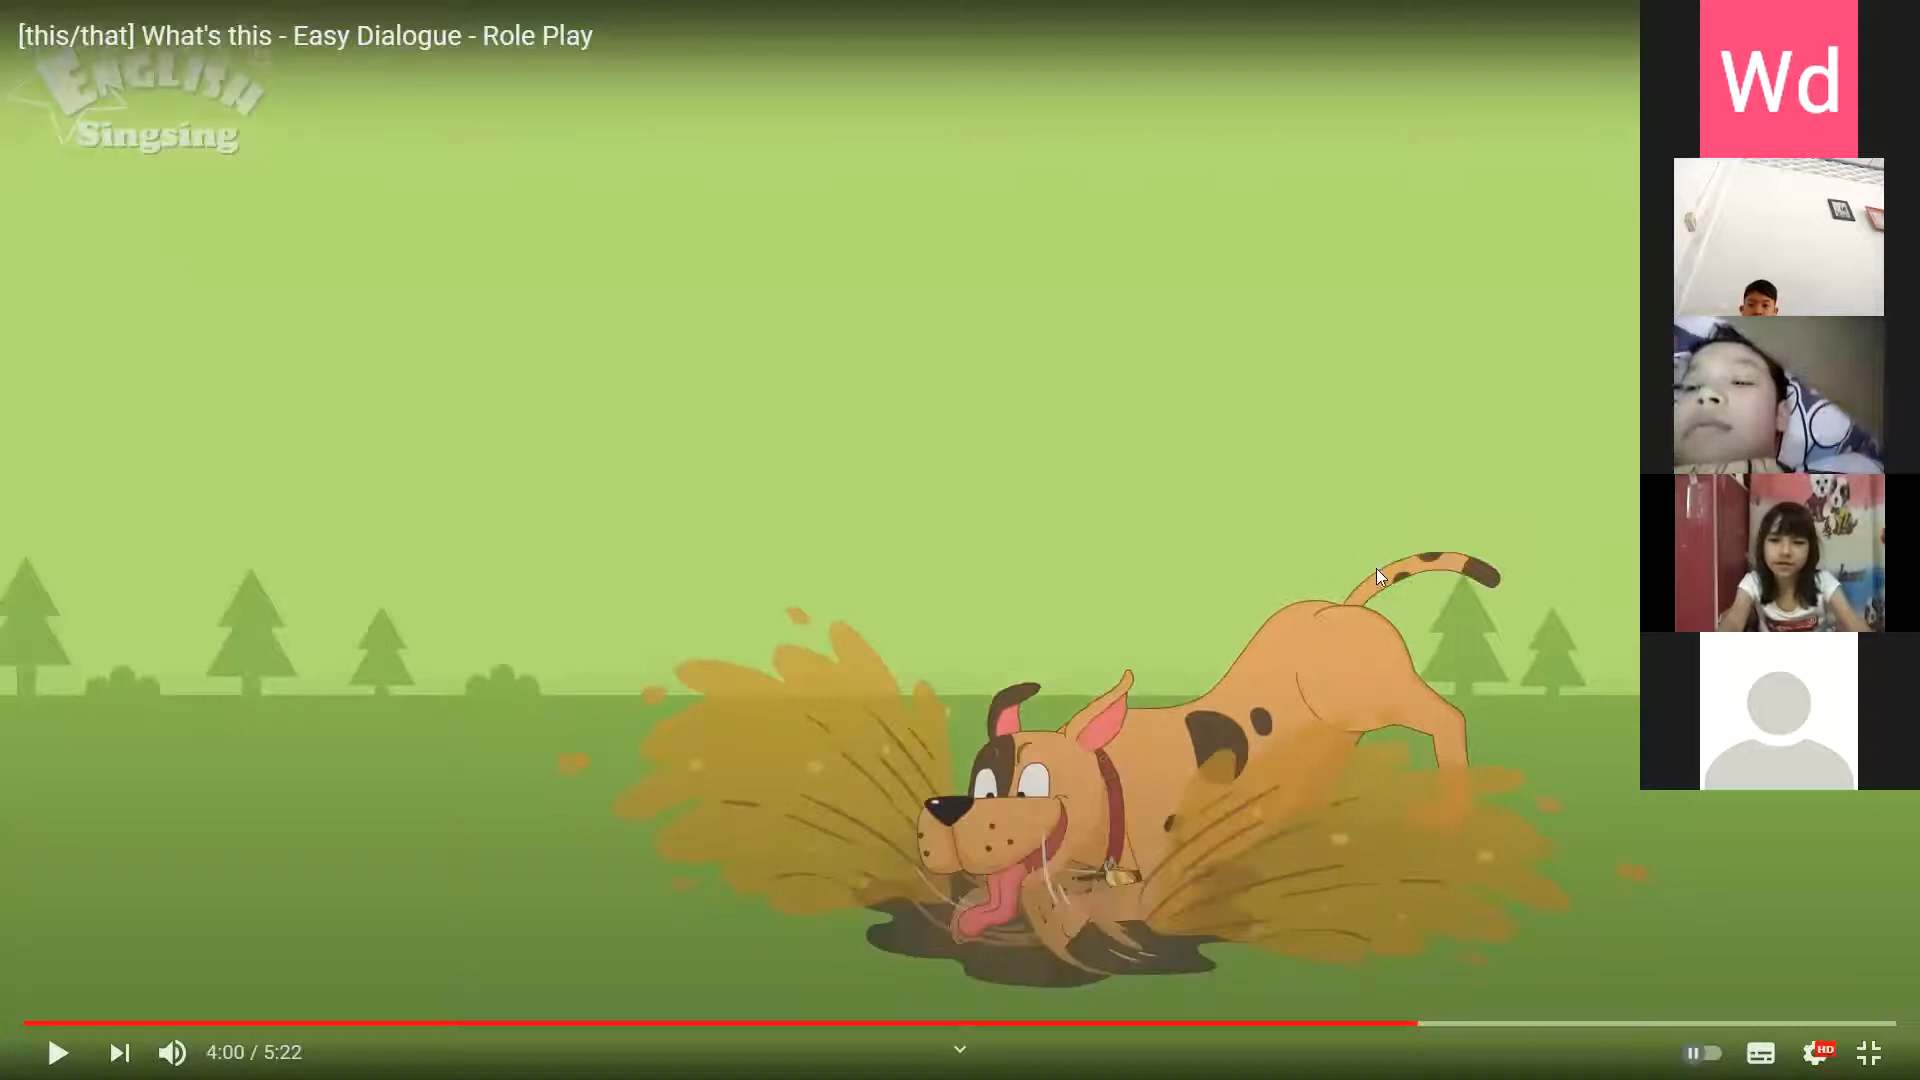 [this/that] What's this - Easy Dialogue - Role Play
ENGLISH
Singsing
Wd
4:00 / 5:22
HD